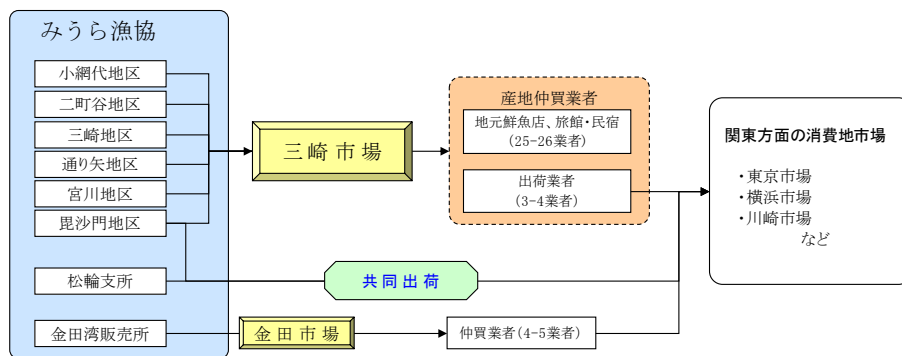 みうら漁協
小網代地区
二町谷地区
三崎地区
通り矢地区
宮川地区
毘沙門地区
松輪支所
金田湾販売所
三崎市場
金田市場
産地仲買業者
地元鮮魚店、旅館・民宿
(25-26業者)
出荷業者
(3-4業者)
共同出荷
仲買業者(4-5業者)
関東方面の消費地市場
・東京市場
・横浜市場
・川崎市場
など